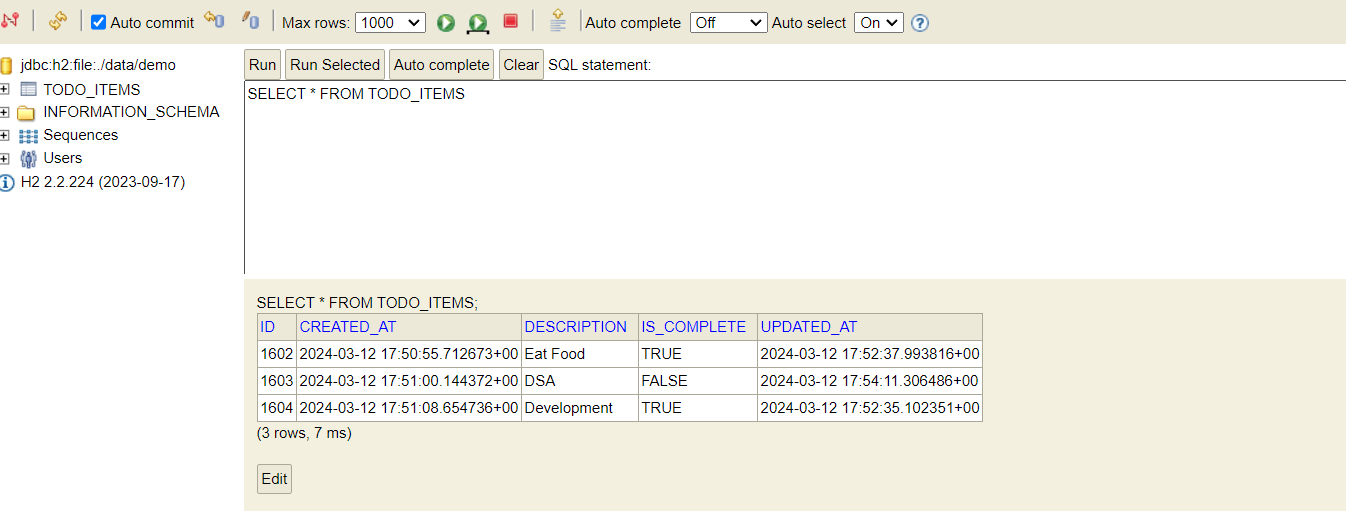 Auto commit Max rows: 1000 Auto complete Off Auto select On ?
jdbc:h2:file:./data/demo
TODO_ITEMS
INFORMATION_SCHEMA
Sequences
Users
H2 2.2.224 (2023-09-17)
Run Run Selected Auto complete Clear SQL statement:
SELECT * FROM TODO_ITEMS
SELECT * FROM TODO_ITEMS;
ID CREATED_AT DESCRIPTION IS_COMPLETE UPDATED_AT
1602 2024-03-12 17:50:55.712673+00 Eat Food TRUE 2024-03-12 17:52:37.993816+00
1603 2024-03-12 17:51:00.144372+00 DSA FALSE 2024-03-12 17:54:11.306486+00
1604 2024-03-12 17:51:08.654736+00 Development TRUE 2024-03-12 17:52:35.102351+00
(3 rows, 7 ms)
Edit